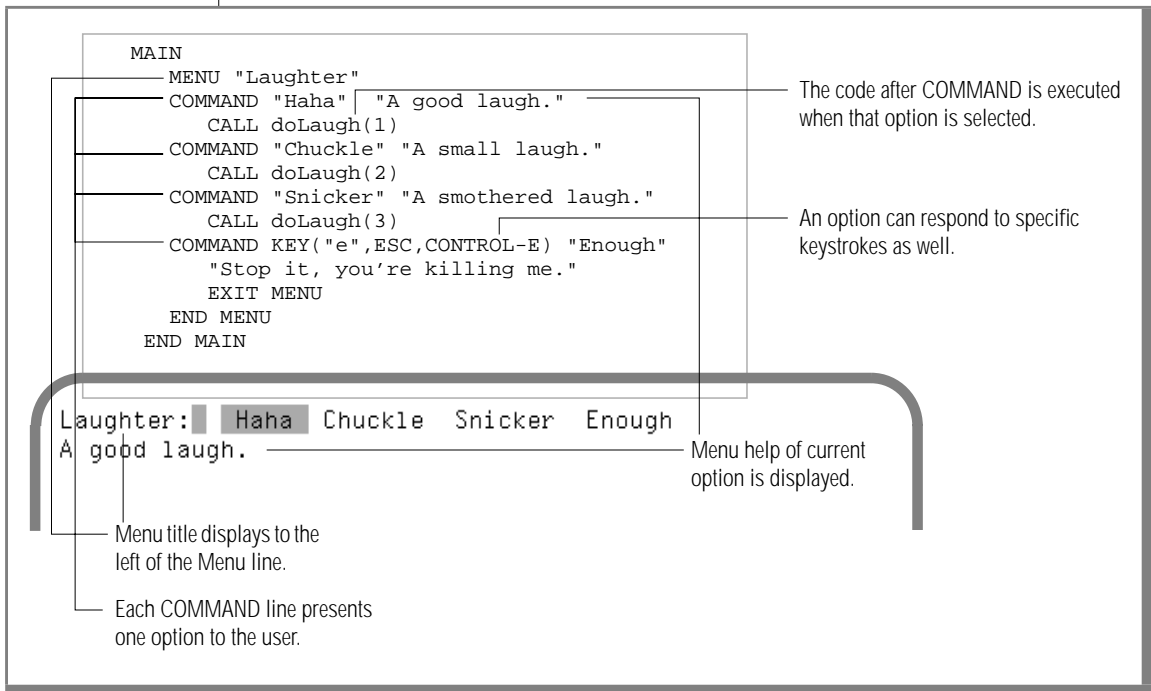 MAIN
MENU "Laughter"
COMMAND "Haha" "A good laugh."
CALL doLaugh(1)
COMMAND "Chuckle" "A small laugh."
CALL doLaugh(2)
COMMAND "Snicker" "A smothered laugh."
CALL doLaugh(3)
COMMAND KEY("e",ESC,CONTROL-E) "Enough"
"Stop it, you're killing me."
EXIT MENU
END MENU
END MAIN
The code after COMMAND is executed
when that option is selected.
An option can respond to specific
keystrokes as well.
Laughter: Haha Chuckle Snicker Enough
A good laugh.
Menu help of current
option is displayed.
Menu title displays to the
left of the Menu line.
Each COMMAND line presents
one option to the user.